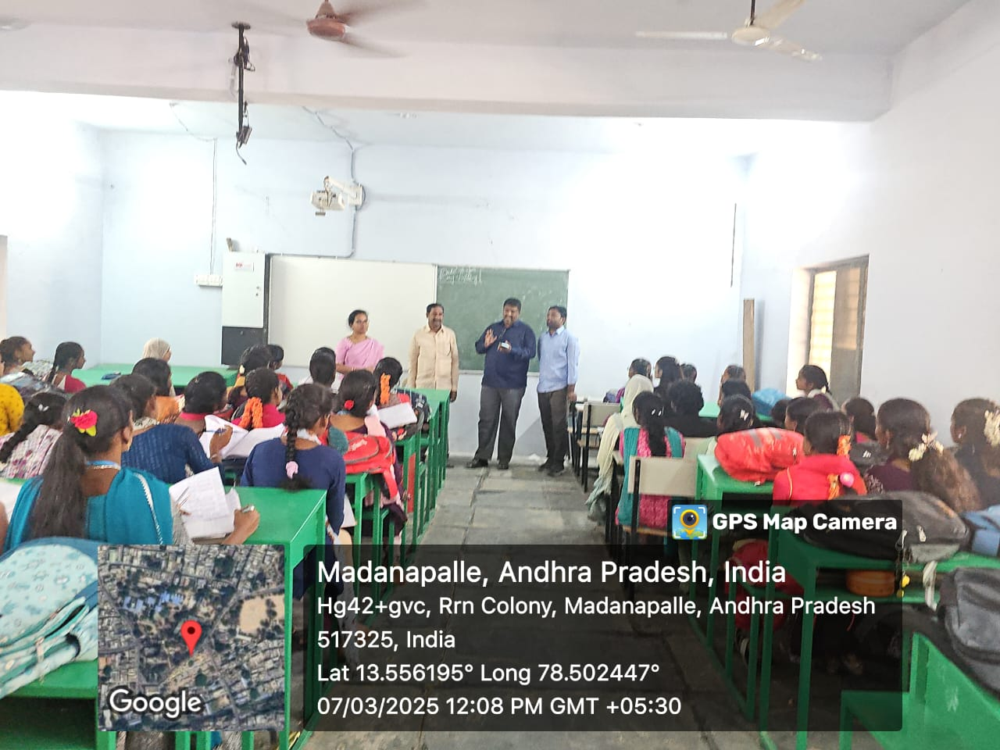 GPS Map Camera
Madanapalle, Andhra Pradesh, India
Hg42+gvc, Rrn Colony, Madanapalle, Andhra Pradesh
517325, India
Lat 13.556195° Long 78.502447°
07/03/2025 12:08 PM GMT +05:30
Google